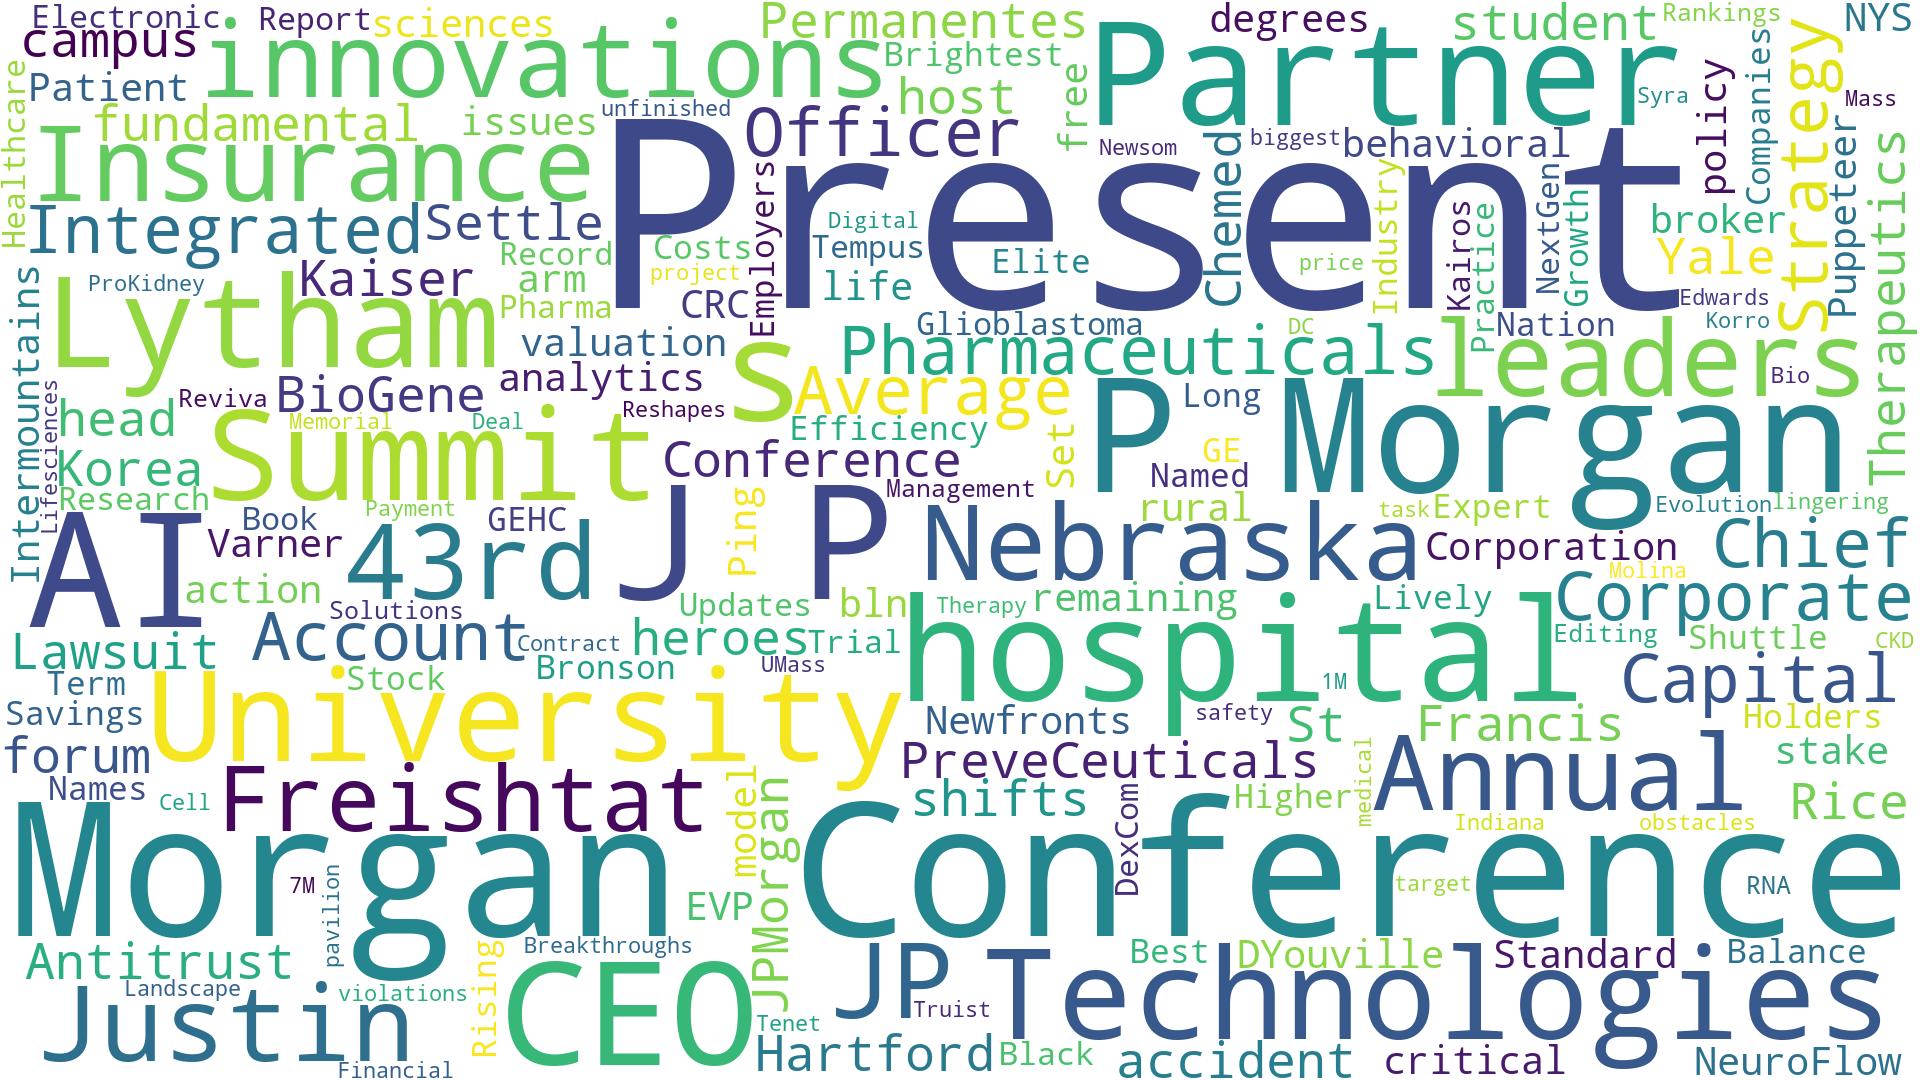 Electronic
Report
sciences
Permanentes
degrees
student
Rankings
NYS
campus
innovations
Brightest
Partner
Strategy
Companies
Patient
host
free
policy
Syra
Mass
Healthcare
fundamental
issues
unfinished
Officer
Newsom
Chemed
biggest
behavioral
Puppeteer
Therapeutics
Insurance
Present
Employers
Industry
NextGen
Integrated
Settle
Digital
Kairos
Practice
Growth
broker
Record
Costs
Tempus
Elite
price
Yale
Intermountains
ProKidney
Kaiser
arm
project
life
Edwards
Lytham
Pharma
CRC
Glioblastoma
DC
Nation
Korro
valuation
s
Pharmaceuticals
leaders
Lifesciences
Reviva
BioGene
analytics
Average
Long
Bio
head
Summit
Memorial
Deal
Reshapes
Efficiency
Set
P Morgan
Korea
Conference
GE
Named
Research
Management
rural
task
Expert
Evolution
lingering
AI
Book
Payment
GEHC
J P
Ping
Nebraska
Varner
43rd
Corporation
Chief
Molina
action
Solutions
Updates
bln
Therapy
remaining
Lively
Corporate
Lawsuit
Account
Contract
heroes
Trial
hospital
Editing
Shuttle
CKD
Term
Stock
Bronson
UMass
1M
Capital
Savings
University
Newfronts
safety
St
Francis
Holders
forum
PreveCeuticals
medical
Annual
stake
Names
Cell
Freishtat
model
JPMorgan
shifts
DexCom
Higher
Indiana
obstacles
Rice
Morgan
7M
pavilion
EVP
Conference
target
RNA
Antitrust
Rising
Breakthroughs
JP
Best
DYouville
Standard
Balance
Landscape
violations
CEO
Technologies
Justin
Truist
Tenet
Financial
Hartford
Black
accident
critical
NeuroFlow